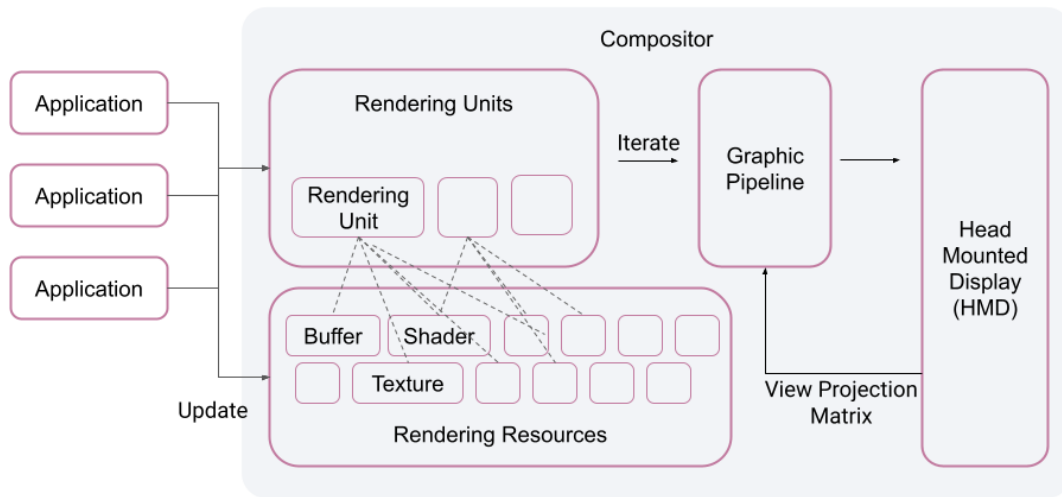 Compositor
Application
Application
Application
Update
Rendering Units
Rendering
Unit
Iterate
Graphic
Pipeline
Head
Mounted
Display
(HMD)
Buffer
Shader
Texture
Rendering Resources
View Projection
Matrix